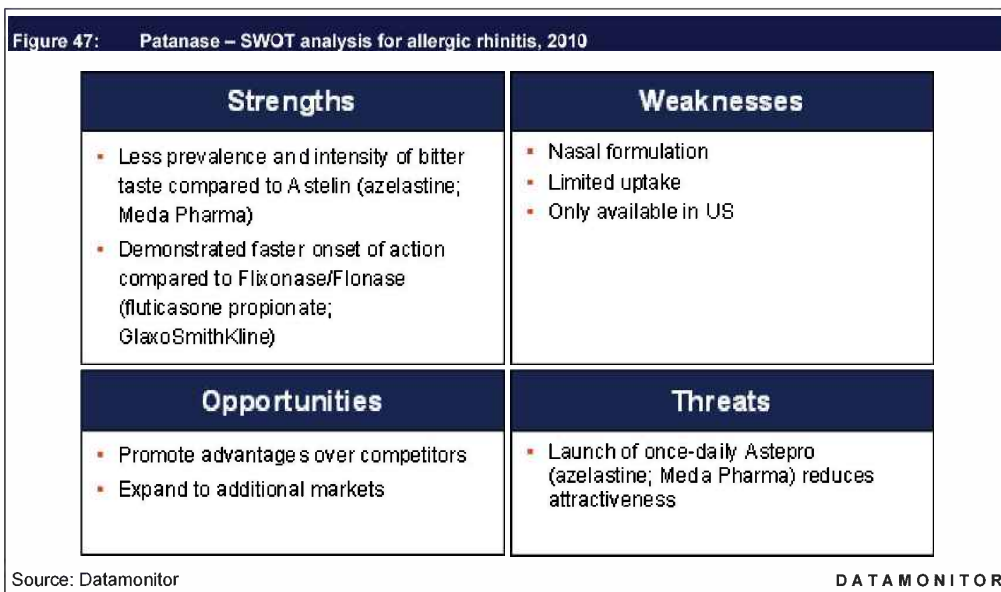 Figure 47: Patanase – SWOT analysis for allergic rhinitis, 2010
Strengths
▪ Less prevalence and intensity of bitter
taste compared to Astelin (azelastine;
Meda Pharma)
▪ Demonstrated faster onset of action
compared to Flixonase/Flonase
(fluticasone propionate;
GlaxoSmithKline)
Weaknesses
▪ Nasal formulation
▪ Limited uptake
▪ Only available in US
Opportunities
▪ Promote advantages over competitors
▪ Expand to additional markets
Threats
▪ Launch of once-daily Astepro
(azelastine; Meda Pharma) reduces
attractiveness
Source: Datamonitor
DATAMONITOR